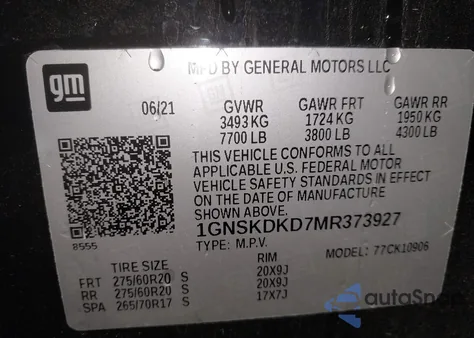 gm
MFD BY GENERAL MOTORS LLC
06/21 GVWR GAWR FRT GAWR RR
3493 KG 1724 KG 1950 KG
7700 LB 3800 LB 4300 LB
THIS VEHICLE CONFORMS TO ALL
APPLICABLE U.S. FEDERAL MOTOR
VEHICLE SAFETY STANDARDS IN EFFECT
ON THE DATE OF MANUFACTURE
SHOWN ABOVE.
1GNSKDKD7MR373927
8555 TYPE: M.P.V. MODEL: 77CK10906
TIRE SIZE RIM
FRT 275/60R20 S 20X9J
RR 275/60R20 S 20X9J
SPA 265/70R17 S 17X7J